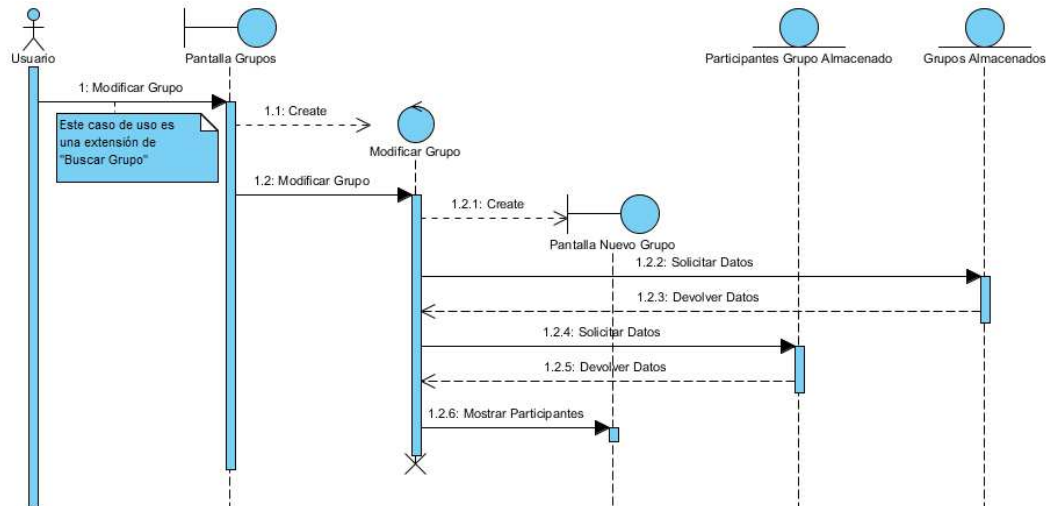 Usuario
Pantalla Grupos
Participantes Grupo Almacenado
Grupos Almacenados
1: Modificar Grupo
1.1: Create
Este caso de uso es
una extensión de
"Buscar Grupo"
Modificar Grupo
1.2: Modificar Grupo
1.2.1: Create
Pantalla Nuevo Grupo
1.2.2: Solicitar Datos
1.2.3: Devolver Datos
1.2.4: Solicitar Datos
1.2.5: Devolver Datos
1.2.6: Mostrar Participantes